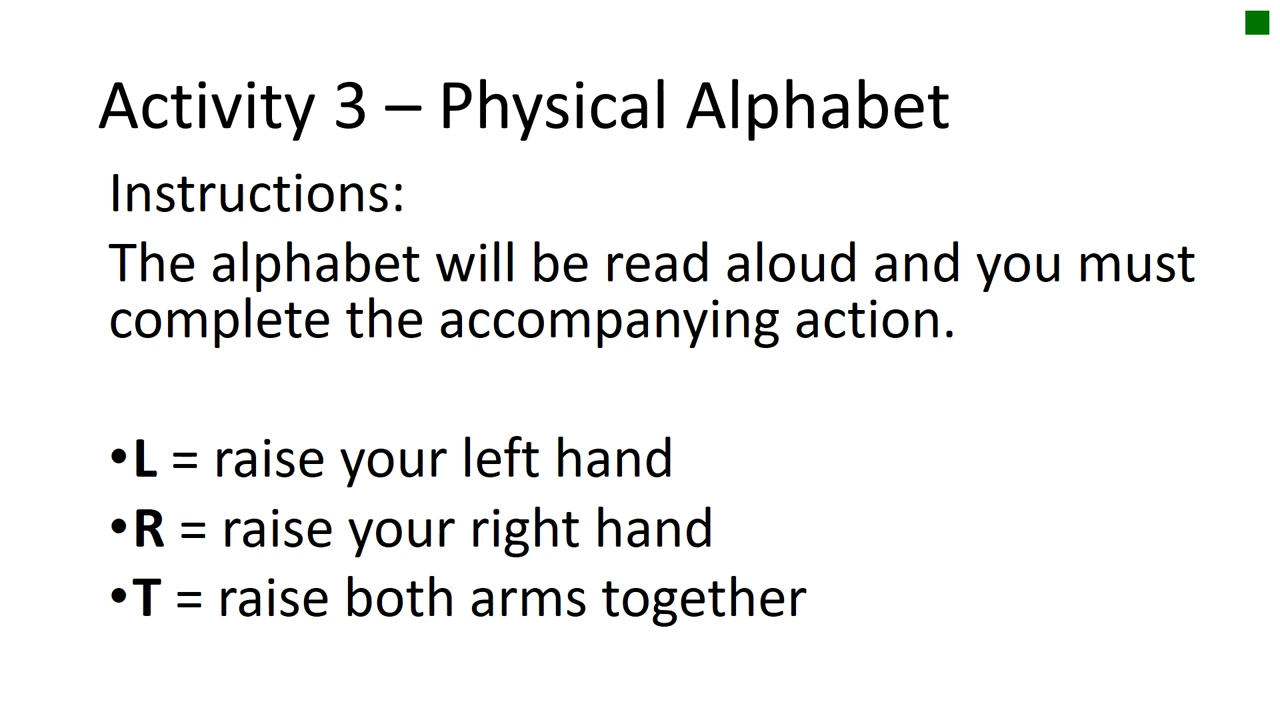 Activity 3 – Physical Alphabet
Instructions:
The alphabet will be read aloud and you must
complete the accompanying action.
•L = raise your left hand
•R = raise your right hand
•T = raise both arms together